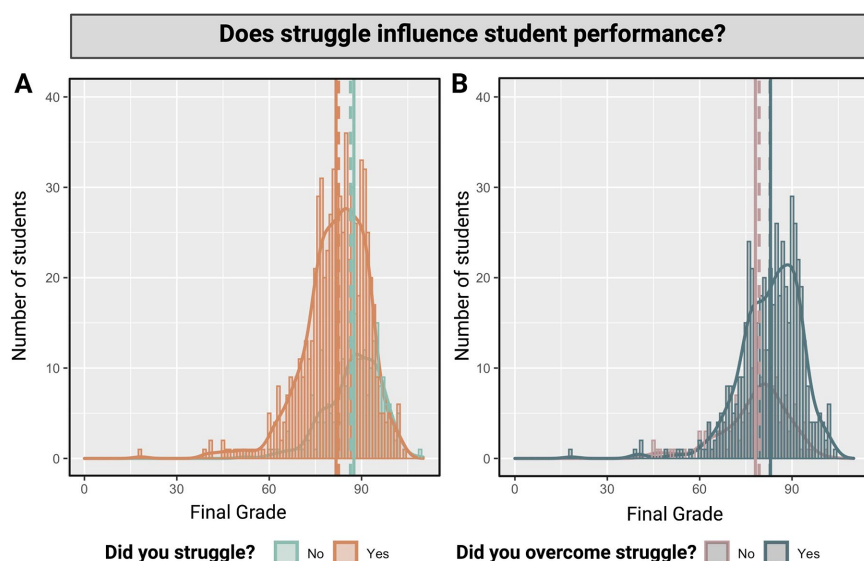 Does struggle influence student performance?
A
B
40
30
20
10
0
Number of students
0 30 60 90
Final Grade
40
30
20
10
0
Number of students
0 30 60 90
Final Grade
Did you struggle? No Yes
Did you overcome struggle? No Yes